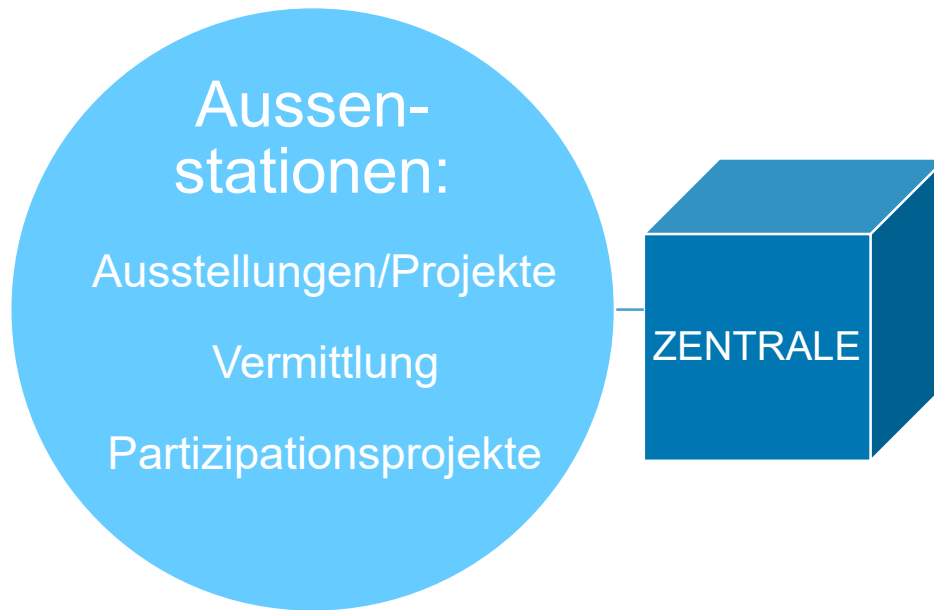 Aussen-
stationen:
Ausstellungen/Projekte
Vermittlung
Partizipationsprojekte
ZENTRALE